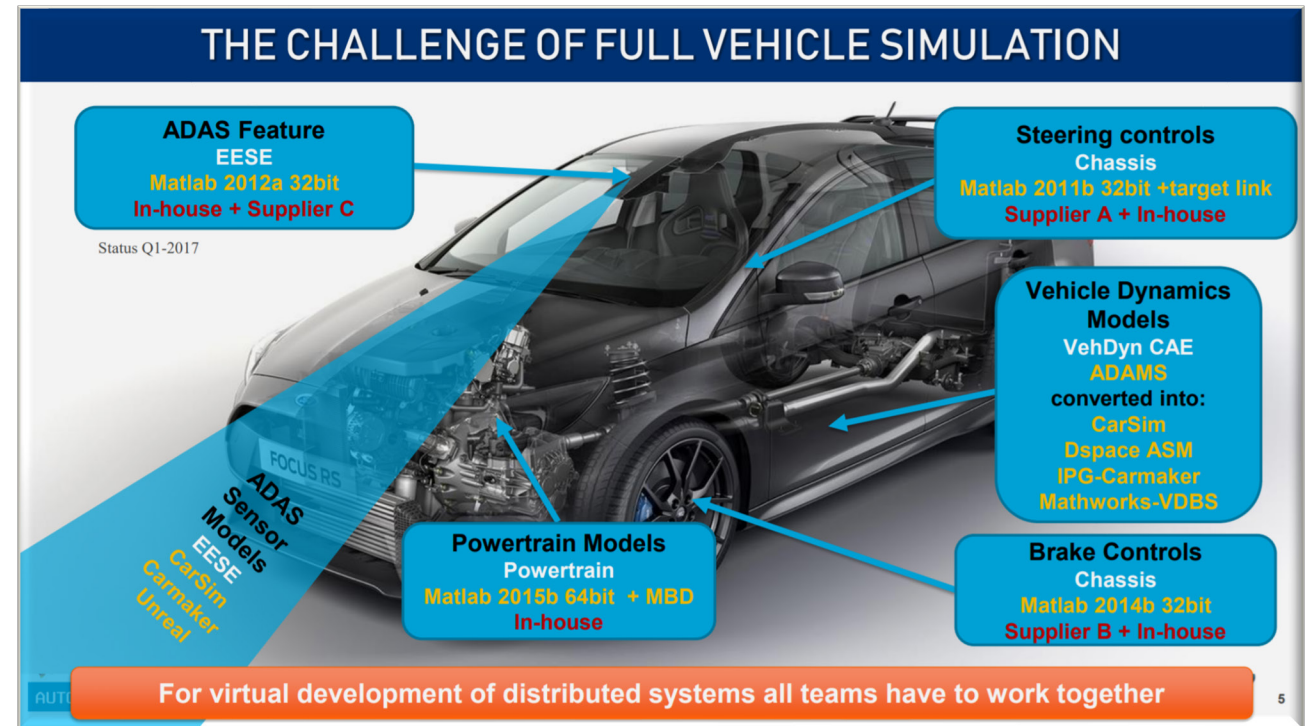 THE CHALLENGE OF FULL VEHICLE SIMULATION
ADAS Feature
EESE
Matlab 2012a 32bit
In-house + Supplier C
Status Q1-2017
Steering controls
Chassis
Matlab 2011b 32bit +target link
Supplier A + In-house
Vehicle Dynamics
Models
VehDyn CAE
ADAMS
converted into:
CarSim
Dspace ASM
IPG-Carmaker
Mathworks-VDBS
FOCUS RS
ADAS
Sensor
Models
EESE
CarSim
Carmaker
Unreal
Powertrain Models
Powertrain
Matlab 2015b 64bit + MBD
In-house
Brake Controls
Chassis
Matlab 2014b 32bit
Supplier B + In-house
For virtual development of distributed systems all teams have to work together
5